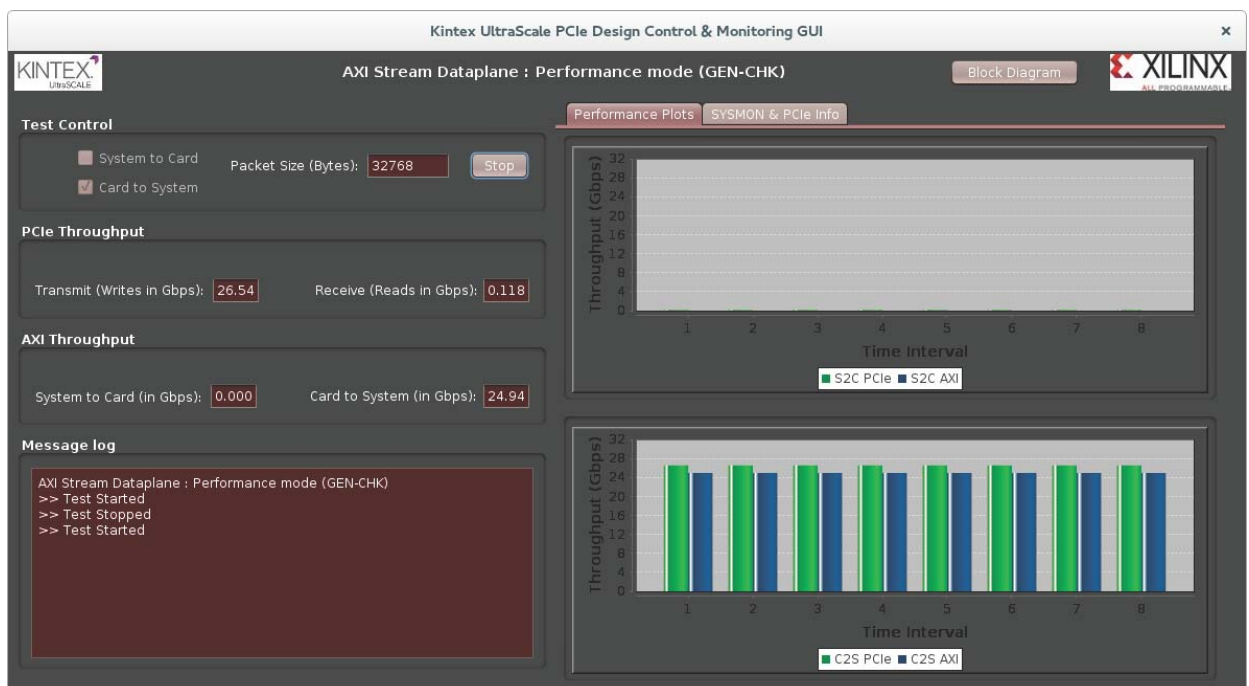 Kintex UltraScale PCIe Design Control & Monitoring GUI
×
KINTEX
UltraSCALE
AXI Stream Dataplane : Performance mode (GEN-CHK)
Block Diagram
XILINX
ALL PROGRAMMABLE
Test Control
System to Card
Card to System
Packet Size (Bytes): 32768
Stop
PCIe Throughput
Transmit (Writes in Gbps): 26.54
Receive (Reads in Gbps): 0.118
AXI Throughput
System to Card (in Gbps): 0.000
Card to System (in Gbps): 24.94
Message log
AXI Stream Dataplane : Performance mode (GEN-CHK)
>> Test Started
>> Test Stopped
>> Test Started
Performance Plots
SYSMON & PCIe Info
Throughput (Gbps)
32
28
24
20
16
12
8
4
0
1 2 3 4 5 6 7 8
Time Interval
S2C PCIe S2C AXI
Throughput (Gbps)
32
28
24
20
16
12
8
4
0
1 2 3 4 5 6 7 8
Time Interval
C2S PCIe C2S AXI